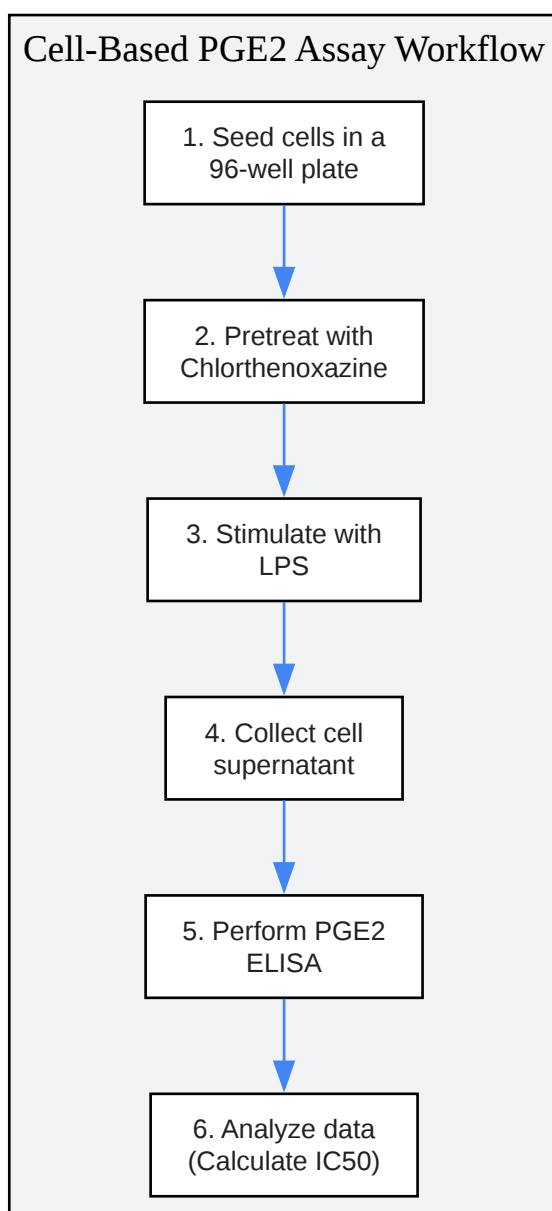 Cell-Based PGE2 Assay Workflow
1. Seed cells in a
96-well plate
2. Pretreat with
Chlorthenoxazine
3. Stimulate with
LPS
4. Collect cell
supernatant
5. Perform PGE2
ELISA
6. Analyze data
(Calculate IC50)